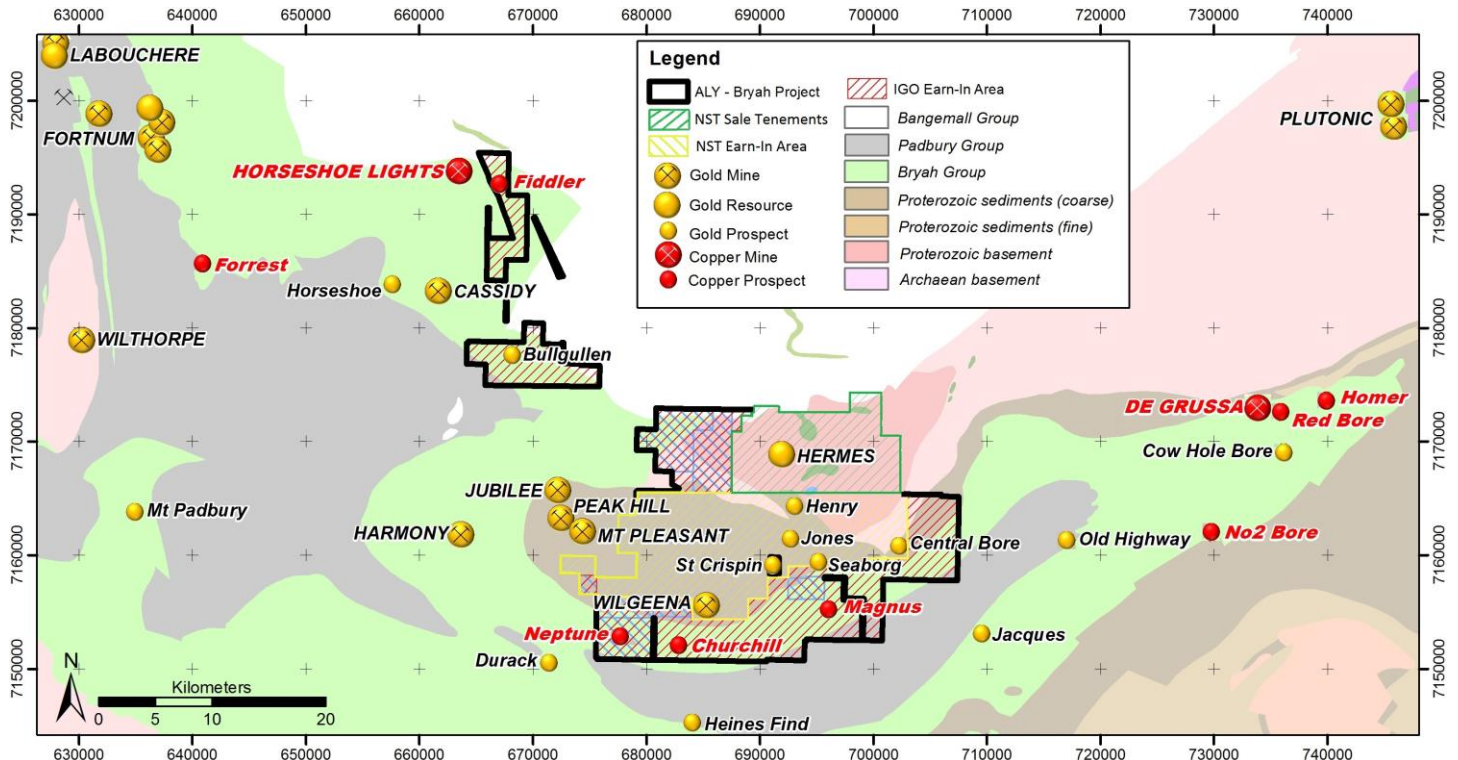 630000 640000 650000 660000 670000 680000 690000 700000 710000 720000 730000 740000
LABOUCHERE
FORTNUM
HORSESHOE LIGHTS
Fiddler
Forrest
Horseshoe
CASSIDY
WILTHORPE
Bullgullen
Legend
ALY - Bryah Project
NST Sale Tenements
NST Earn-In Area
Gold Mine
Gold Resource
Gold Prospect
Copper Mine
Copper Prospect
IGO Earn-In Area
Bangemall Group
Padbury Group
Bryah Group
Proterozoic sediments (coarse)
Proterozoic sediments (fine)
Proterozoic basement
Archaean basement
PLUTONIC
DE GRUSSA
Homer
Red Bore
Cow Hole Bore
HERMES
JUBILEE
PEAK HILL
MT PLEASANT
HARMONY
Mt Padbury
Henry
Jones
Central Bore
St Crispin
Seaborg
Old Highway
No2 Bore
WILGEENA
Magnus
Neptune
Churchill
Durack
Jacques
Heines Find
N
Kilometers
0 5 10 20
7200000
7190000
7180000
7170000
7160000
7150000
7200000
7190000
7180000
7170000
7160000
7150000
630000 640000 650000 660000 670000 680000 690000 700000 710000 720000 730000 740000